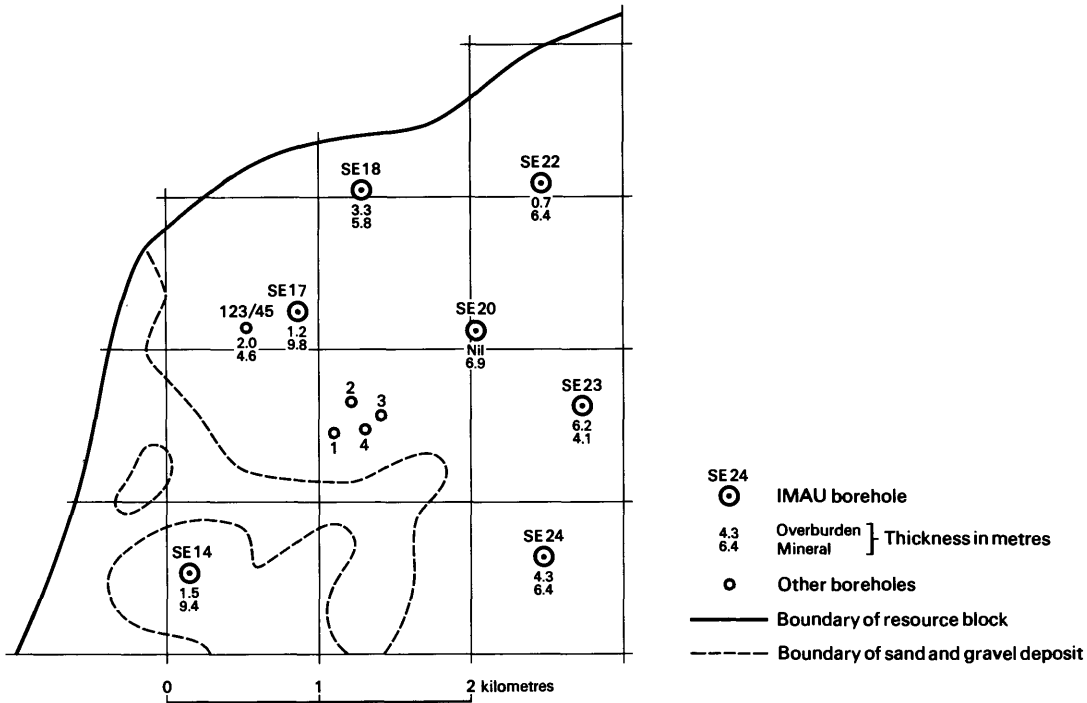 SE18
3.3
5.8
SE22
0.7
6.4
SE17
1.2
9.8
123/45
2.0
4.6
SE20
Nil
6.9
2
3
1
4
SE23
6.2
4.1
SE14
1.5
9.4
SE24
4.3
6.4
0 1 2 kilometres
SE24
IMAU borehole
4.3 Overburden
6.4 Mineral
Thickness in metres
Other boreholes
Boundary of resource block
Boundary of sand and gravel deposit